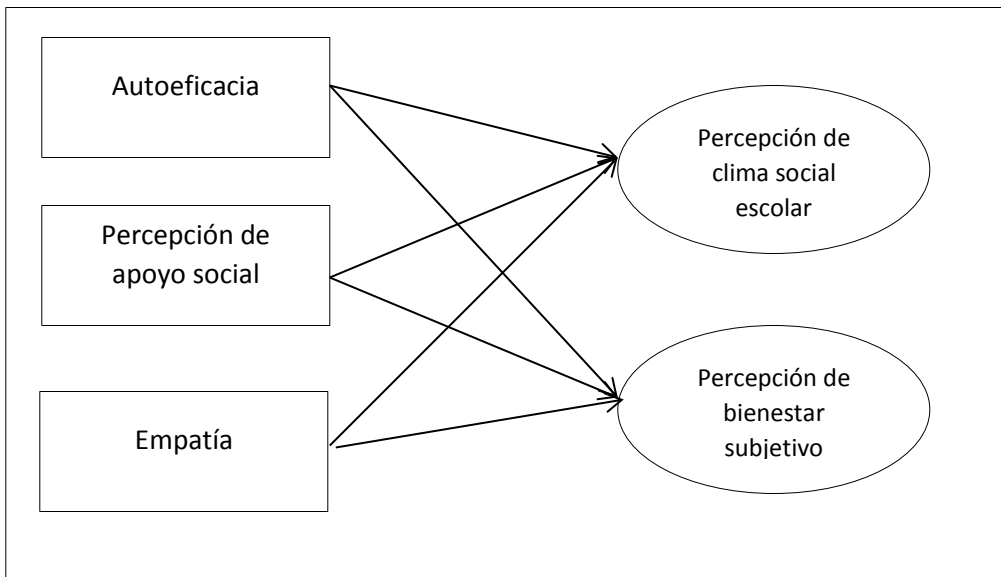 Autoeficacia
Percepción de
apoyo social
Empatía
Percepción de
clima social
escolar
Percepción de
bienestar
subjetivo